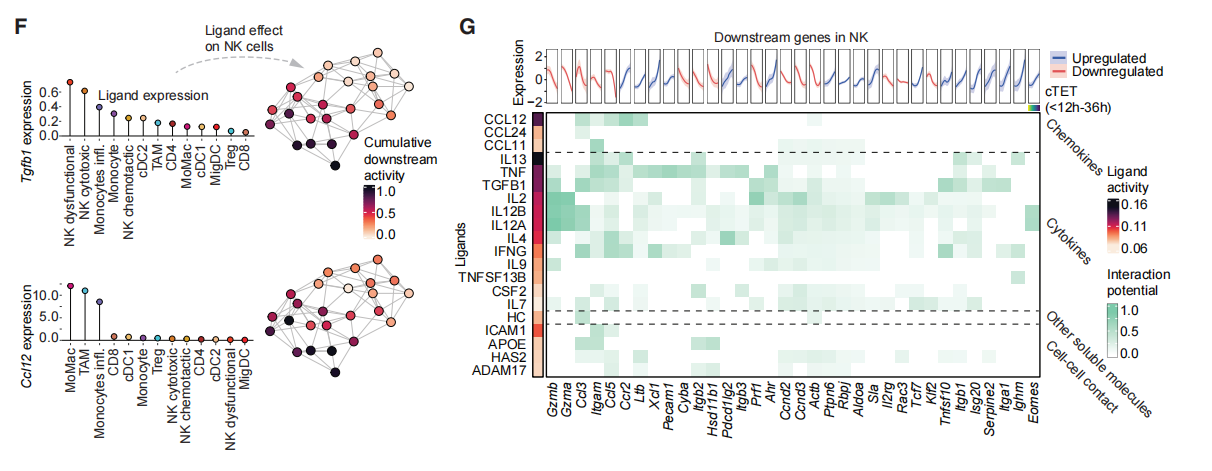 F
Ligand effect
on NK cells
Ligand expression
Tgfb1 expression
0.6
0.4
0.2
0.0
NK dysfunctional
NK cytotoxic
Monocytes infl.
Monocyte
NK chemotactic
cDC2
TAM
CD4
MoMac
cDC1
MigDC
Treg
CD8
Cumulative
downstream
activity
1.0
0.5
0.0
Ccl12 expression
10.0
5.0
0.0
MoMac
TAM
Monocytes infl.
CD8
cDC1
Monocyte
Treg
NK cytotoxic
NK chemotactic
CD4
cDC2
NK dysfunctional
MigDC
G
Downstream genes in NK
Expression
2
0
−2
Upregulated
Downregulated
cTET
(<12h-36h)
Ligands
CCL12
CCL24
CCL11
IL13
TNF
TGFB1
IL2
IL12B
IL12A
IL4
IFNG
IL9
TNFSF13B
CSF2
IL7
HC
ICAM1
APOE
HAS2
ADAM17
Chemokines
Cytokines
Other soluble molecules
Cell-cell contact
Gzmb
Gzma
Ccl3
Itgam
Ccl5
Ccr2
Ltb
Xcl1
Pecam1
Cyba
Itgb2
Hsd11b1
Pdcd1lg2
Itgb3
Prf1
Ahr
Ccnd2
Ccnd3
Actb
Ptpn6
Rbpj
Aldoa
Sla
Il2rg
Rac3
Tcf7
Klf2
Tnfsf10
Itgb1
Isg20
Serpine2
Itga1
Ighm
Eomes
Ligand
activity
0.16
0.11
0.06
Interaction
potential
1.0
0.5
0.0